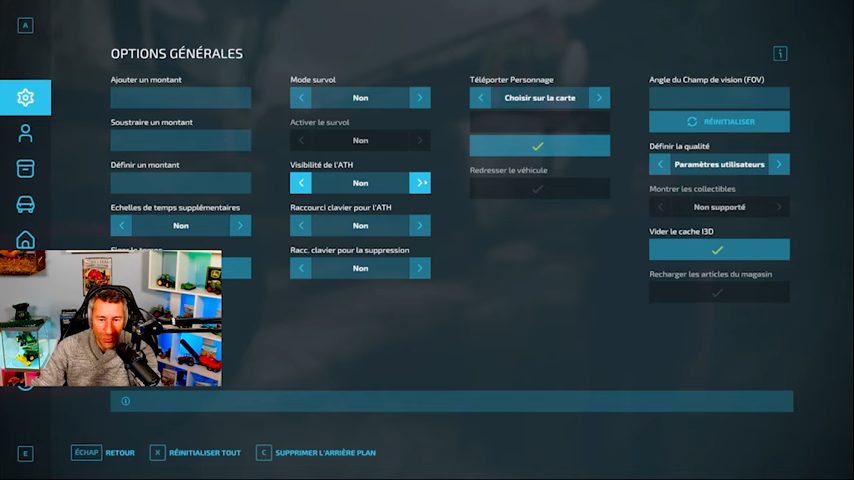 A
OPTIONS GÉNÉRALES
i
Ajouter un montant
Soustraire un montant
Définir un montant
Echelles de temps supplémentaires
Non
Mode survol
Non
Activer le survol
Non
Visibilité de l'ATH
Non
Raccourci clavier pour l'ATH
Non
Racc. clavier pour la suppression
Non
Téléporter Personnage
Choisir sur la carte
Redresser le véhicule
Angle du Champ de vision (FOV)
RÉINITIALISER
Définir la qualité
Paramètres utilisateurs
Montrer les collectibles
Non supporté
Vider le cache I3D
Recharger les articles du magasin
E
ÉCHAP RETOUR
X RÉINITIALISER TOUT
C SUPPRIMER L'ARRIÈRE PLAN